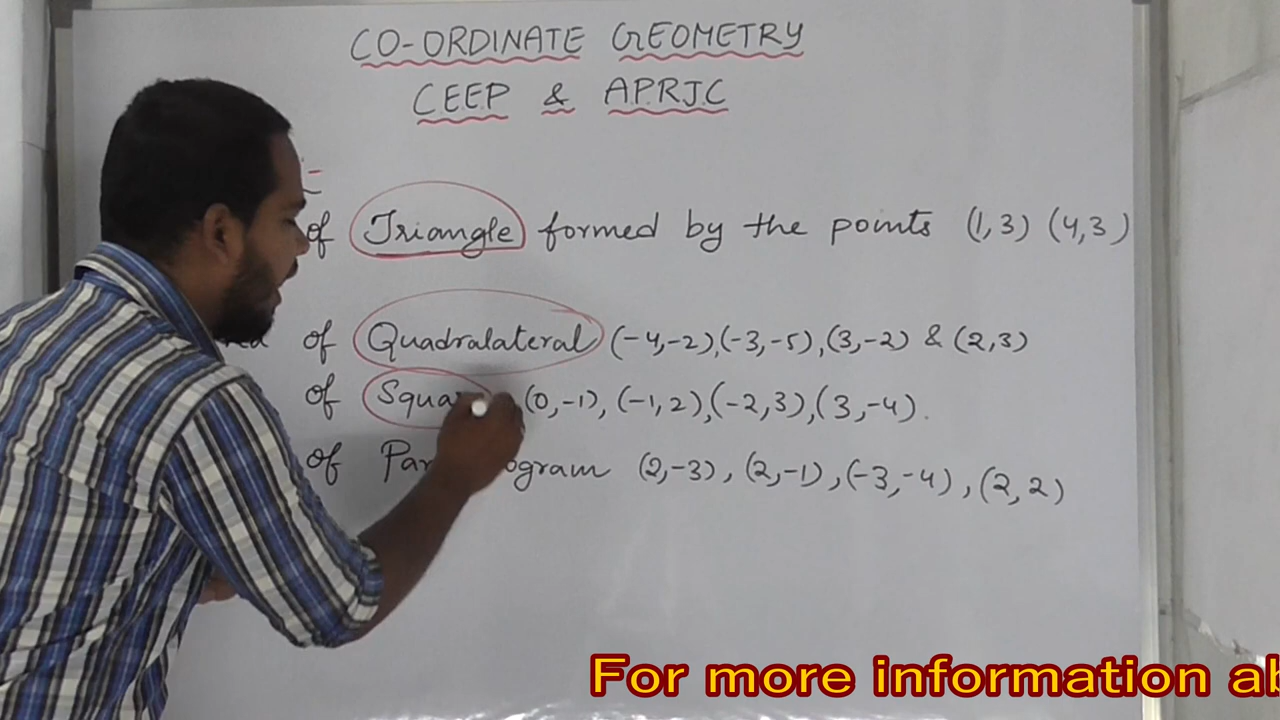 CO-ORDINATE GEOMETRY
CEEP & APRJC
of Triangle formed by the points (1,3) (4,3)
of Quadralateral (-4,-2),(-3,-5),(3,-2) & (2,3)
of (0,-1), (-1,2),(-2,3),(3,-4).
of (2,-3), (2,-1),(-3,-4),(2,2)
For more information